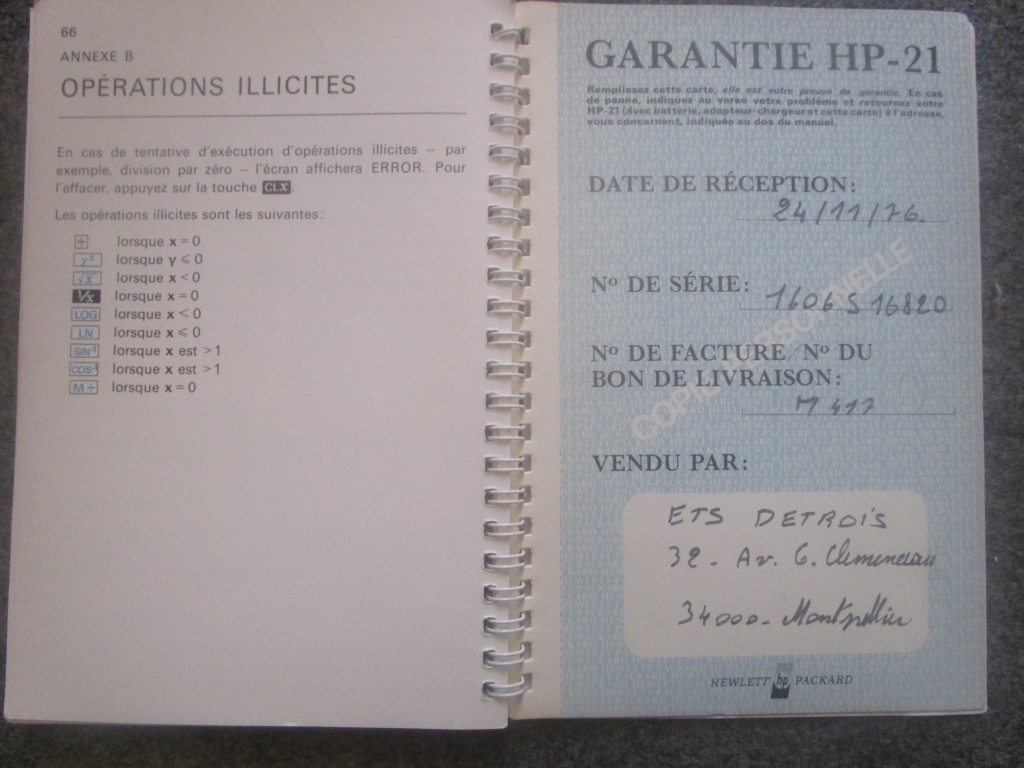 66
ANNEXE B
OPÉRATIONS ILLICITES
En cas de tentative d'exécution d'opérations illicites – par
exemple, division par zéro – l'écran affichera ERROR. Pour
l'effacer, appuyez sur la touche CLX.
Les opérations illicites sont les suivantes:
÷ lorsque x = 0
yˣ lorsque y ⩽ 0
√x lorsque x < 0
1/x lorsque x = 0
LOG lorsque x < 0
LN lorsque x ⩽ 0
SIN⁻¹ lorsque x est > 1
COS⁻¹ lorsque x est > 1
M÷ lorsque x = 0
GARANTIE HP-21
Remplissez cette carte, elle est votre preuve de garantie. En cas
de panne, indiquez au verso votre problème et retournez votre
HP-21 (avec batterie, adapteur-chargeur et cette carte) à l'adresse,
vous concernant, indiquée au dos du manuel.
DATE DE RÉCEPTION:
24/11/76.
Nº DE SÉRIE:
1606 S 16820
Nº DE FACTURE/Nº DU
BON DE LIVRAISON:
M 417
COPIE PERSONNELLE
VENDU PAR:
ETS DETROIS
32. Av. G. Clemenceau
34000. Montpellier
HEWLETT hp PACKARD